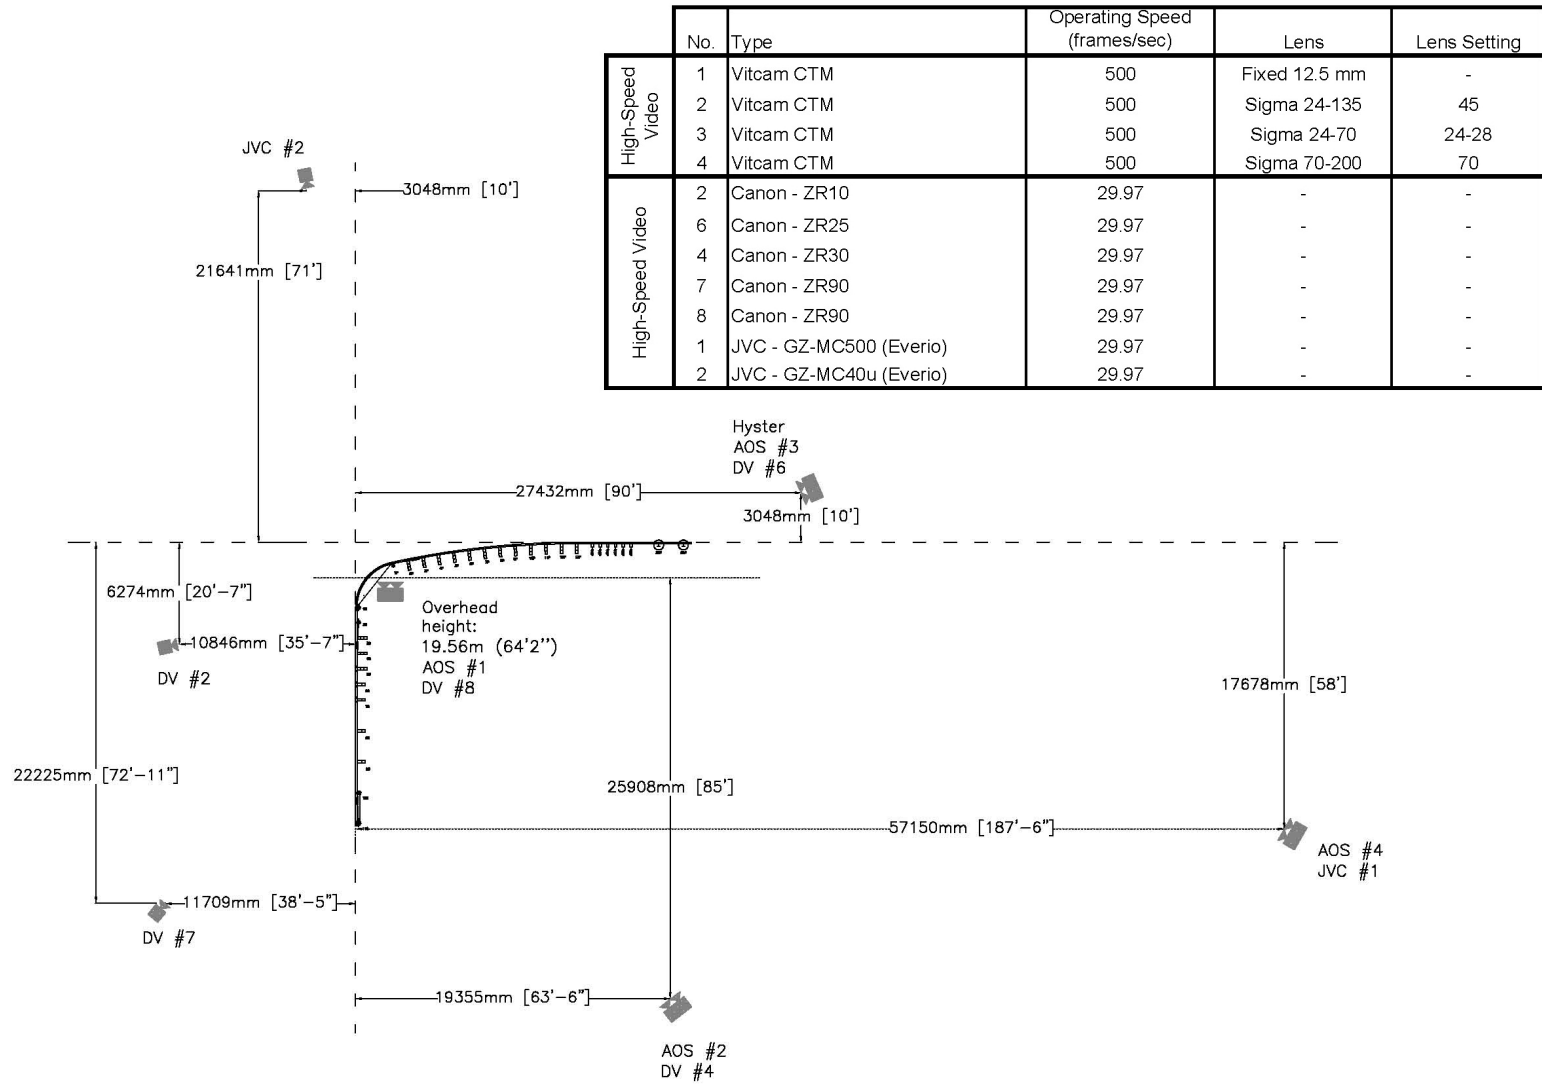 No. Type Operating Speed (frames/sec) Lens Lens Setting
High-Speed Video
1 Vitcam CTM 500 Fixed 12.5 mm -
2 Vitcam CTM 500 Sigma 24-135 45
3 Vitcam CTM 500 Sigma 24-70 24-28
4 Vitcam CTM 500 Sigma 70-200 70
High-Speed Video
2 Canon - ZR10 29.97 - -
6 Canon - ZR25 29.97 - -
4 Canon - ZR30 29.97 - -
7 Canon - ZR90 29.97 - -
8 Canon - ZR90 29.97 - -
1 JVC - GZ-MC500 (Everio) 29.97 - -
2 JVC - GZ-MC40u (Everio) 29.97 - -
JVC #2
3048mm [10']
21641mm [71']
Hyster
AOS #3
DV #6
27432mm [90']
3048mm [10']
6274mm [20'-7"]
10846mm [35'-7"]
DV #2
Overhead
height:
19.56m (64'2'')
AOS #1
DV #8
17678mm [58']
22225mm [72'-11"]
25908mm [85']
57150mm [187'-6"]
AOS #4
JVC #1
11709mm [38'-5"]
DV #7
19355mm [63'-6"]
AOS #2
DV #4